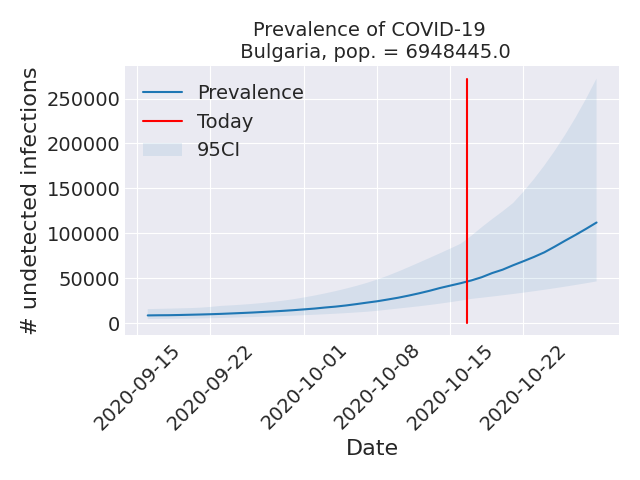 Prevalence of COVID-19
Bulgaria, pop. = 6948445.0
# undetected infections
250000
200000
150000
100000
50000
0
Prevalence
Today
95CI
2020-09-15
2020-09-22
2020-10-01
2020-10-08
2020-10-15
2020-10-22
Date